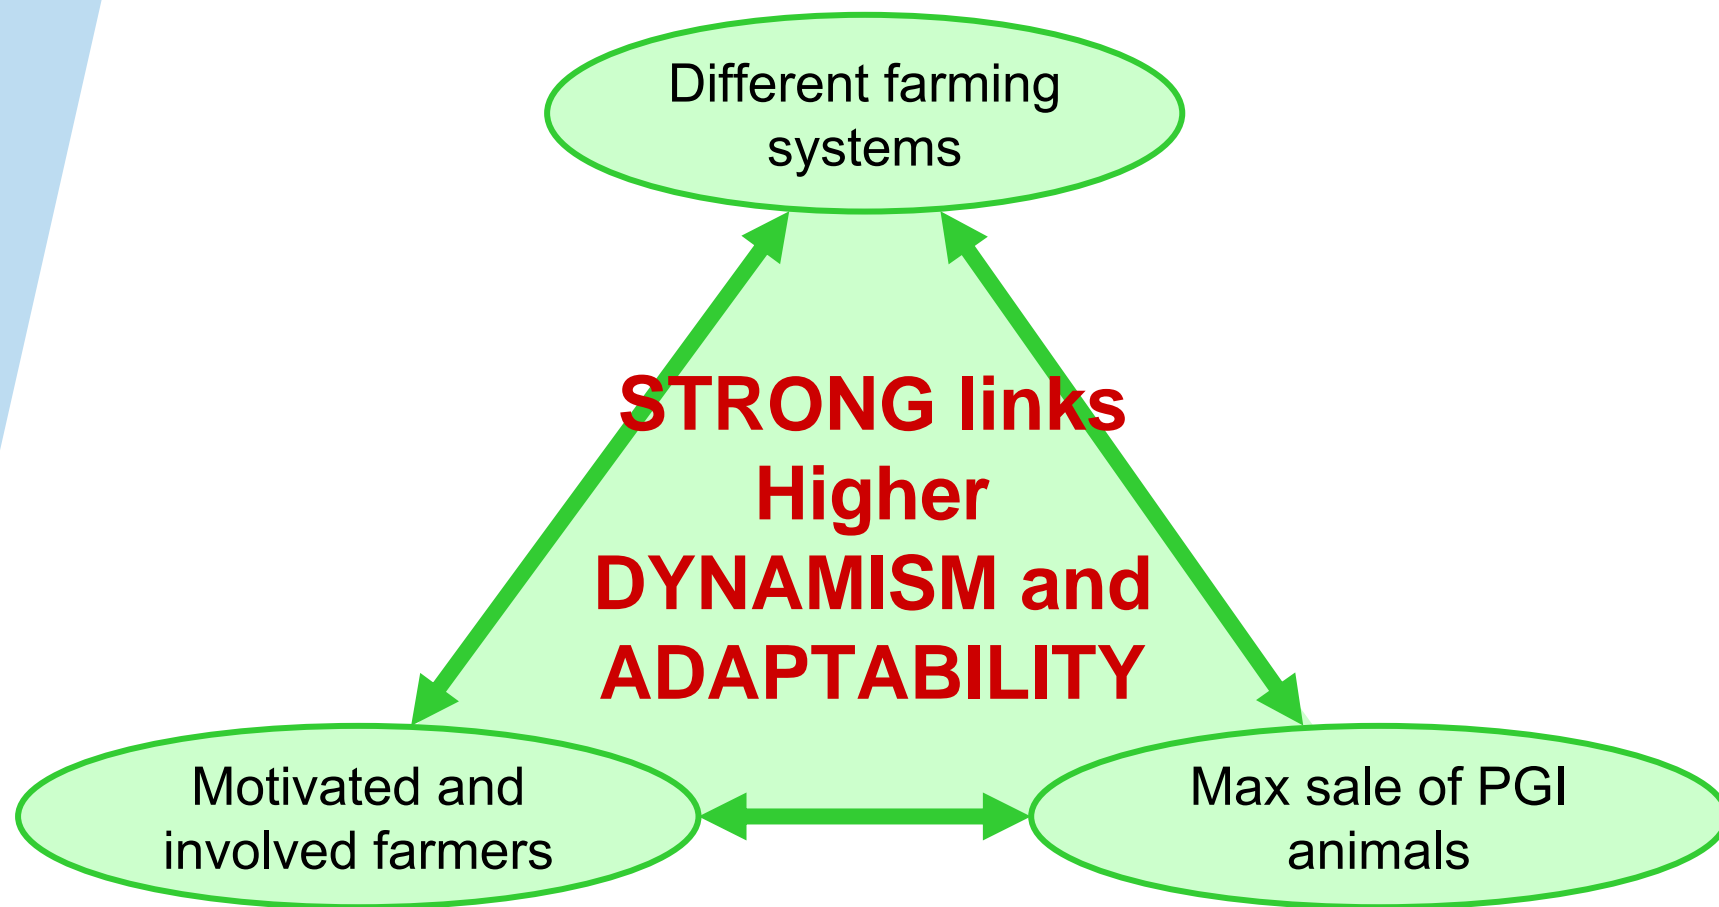 Different farming
systems
STRONG links
Higher
DYNAMISM and
ADAPTABILITY
Motivated and
involved farmers
Max sale of PGI
animals